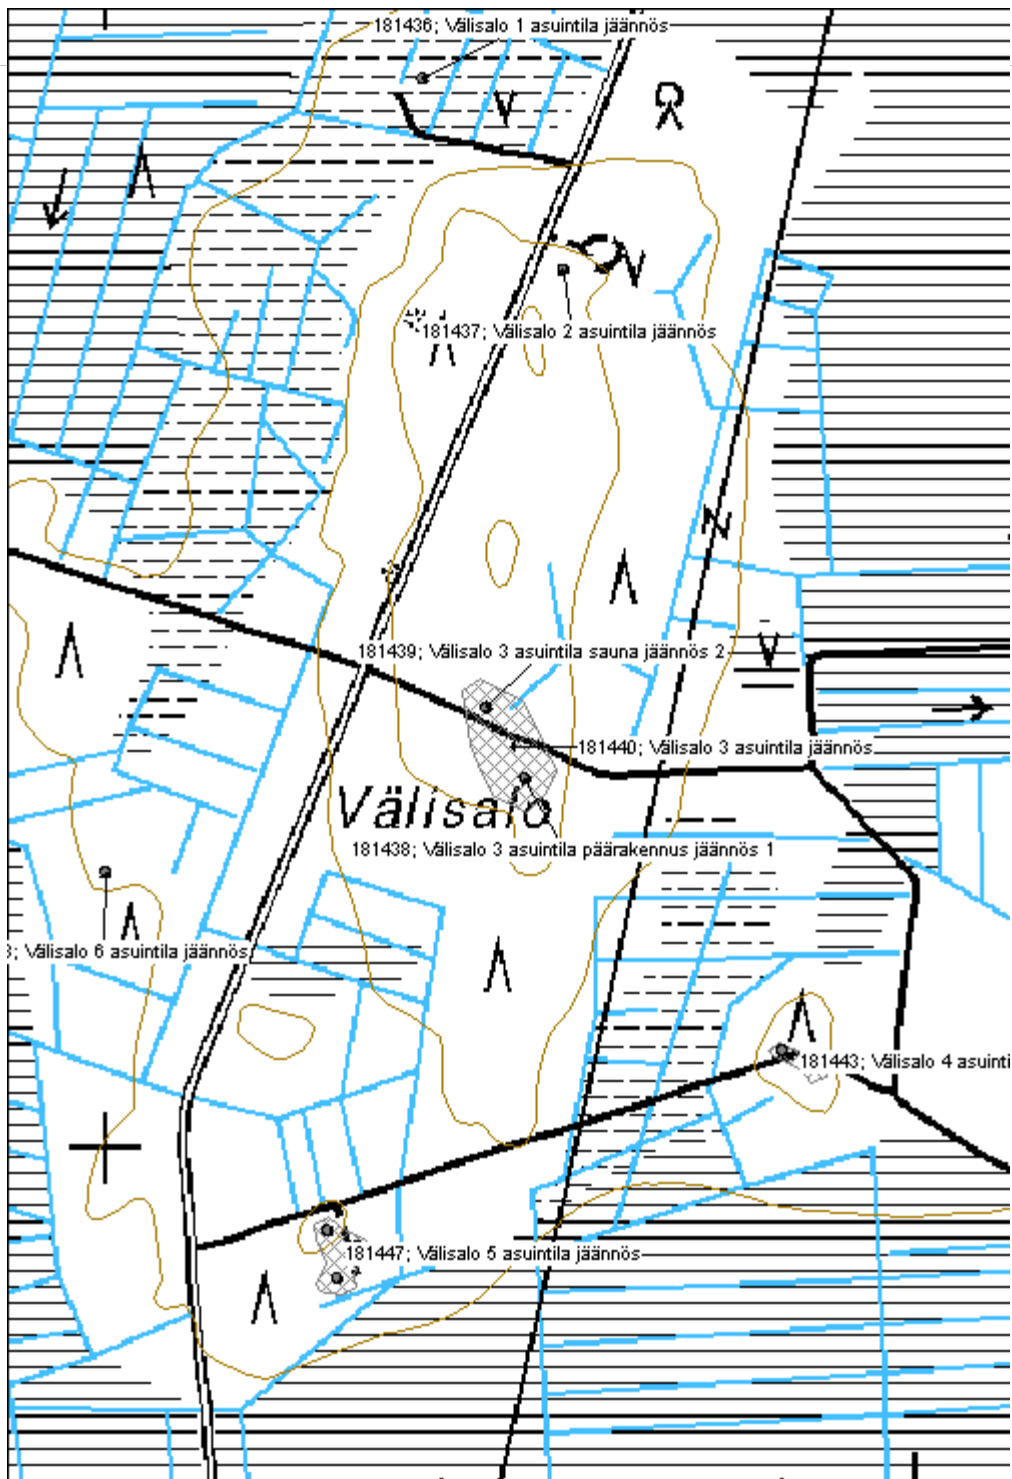 181436; Välisalo 1 asuintila jäännös
181437; Välisalo 2 asuintila jäännös
181439; Välisalo 3 asuintila sauna jäännös 2
181440; Välisalo 3 asuintila jäännös
Välisalo
181438; Välisalo 3 asuintila päärakennus jäännös 1
3; Välisalo 6 asuintila jäännös
181443; Välisalo 4 asuinti
181447; Välisalo 5 asuintila jäännös